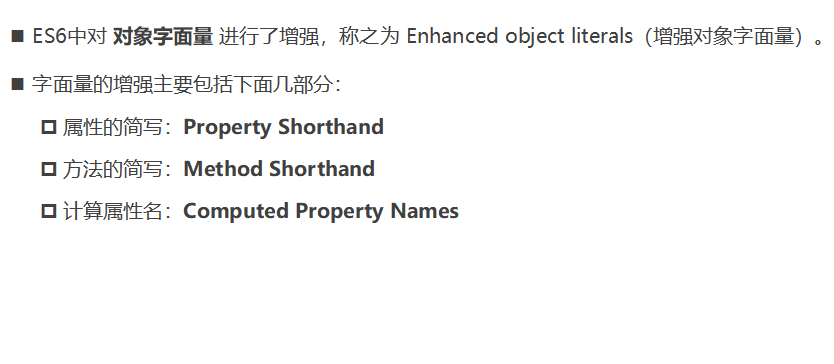 ES6中对 对象字面量 进行了增强，称之为 Enhanced object literals（增强对象字面量）。
字面量的增强主要包括下面几部分：
属性的简写：Property Shorthand
方法的简写：Method Shorthand
计算属性名：Computed Property Names